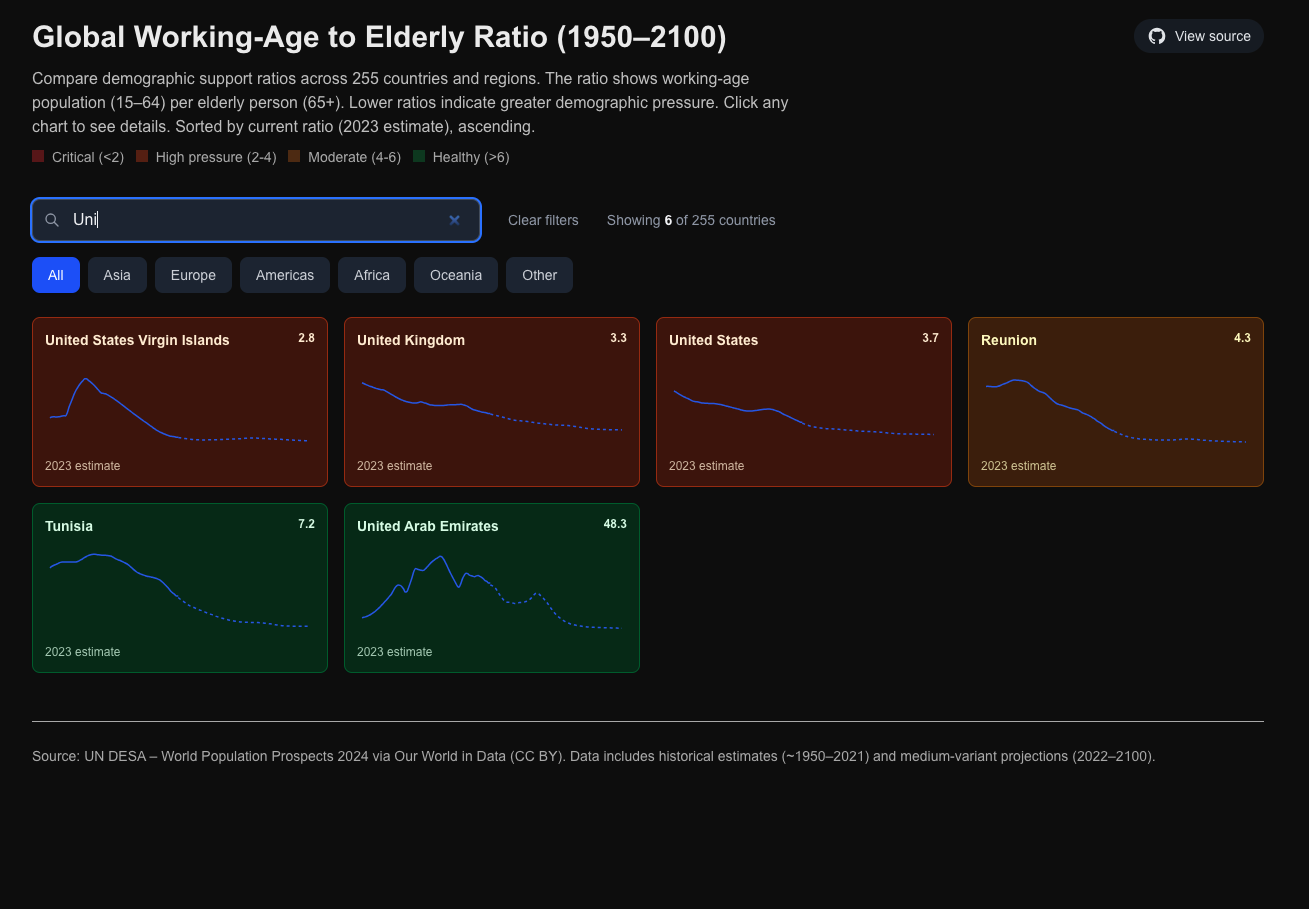 Global Working-Age to Elderly Ratio (1950–2100)
View source
Compare demographic support ratios across 255 countries and regions. The ratio shows working-age
population (15–64) per elderly person (65+). Lower ratios indicate greater demographic pressure. Click any
chart to see details. Sorted by current ratio (2023 estimate), ascending.
Critical (<2) High pressure (2-4) Moderate (4-6) Healthy (>6)
Uni
Clear filters
Showing 6 of 255 countries
All Asia Europe Americas Africa Oceania Other
United States Virgin Islands 2.8
2023 estimate
United Kingdom 3.3
2023 estimate
United States 3.7
2023 estimate
Reunion 4.3
2023 estimate
Tunisia 7.2
2023 estimate
United Arab Emirates 48.3
2023 estimate
Source: UN DESA – World Population Prospects 2024 via Our World in Data (CC BY). Data includes historical estimates (~1950–2021) and medium-variant projections (2022–2100).